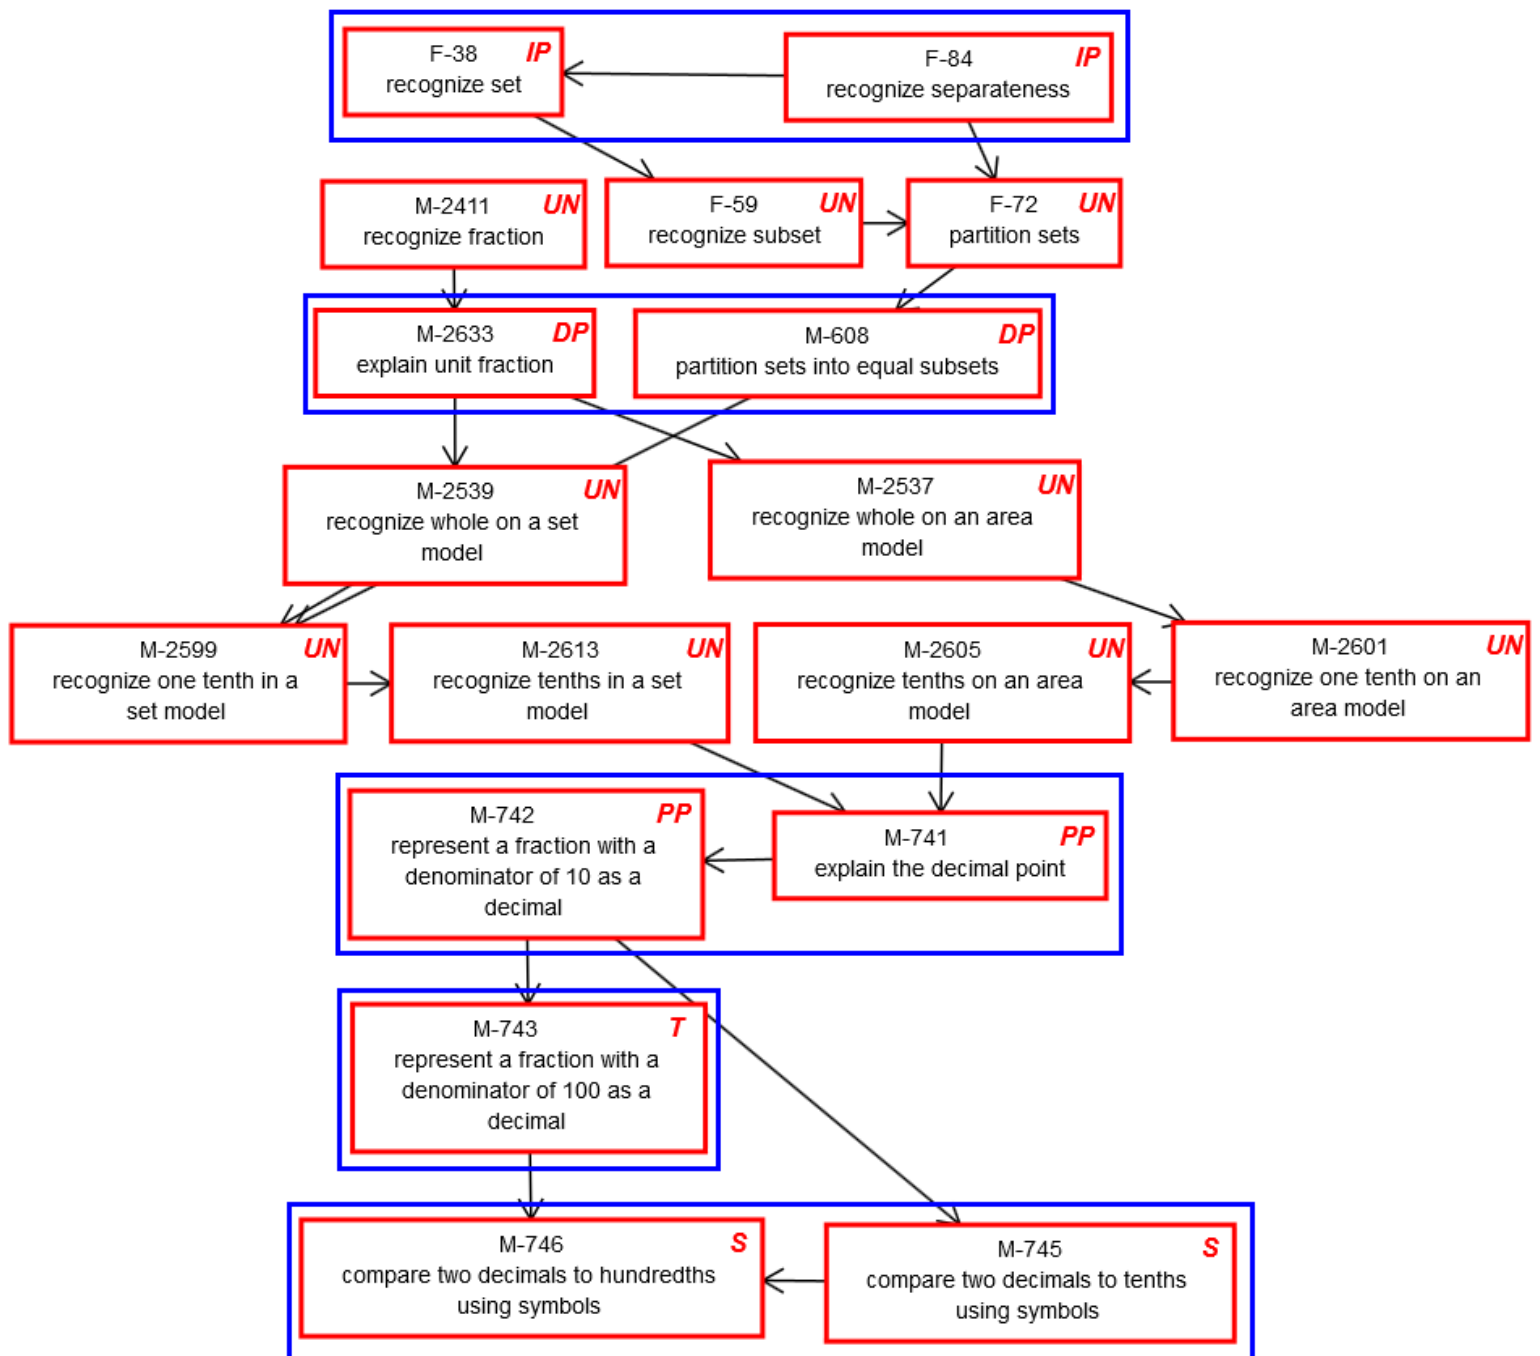 F-38 IP
recognize set
F-84 IP
recognize separateness
M-2411 UN
recognize fraction
F-59 UN
recognize subset
F-72 UN
partition sets
M-2633 DP
explain unit fraction
M-608 DP
partition sets into equal subsets
M-2539 UN
recognize whole on a set
model
M-2537 UN
recognize whole on an area
model
M-2599 UN
recognize one tenth in a
set model
M-2613 UN
recognize tenths in a set
model
M-2605 UN
recognize tenths on an area
model
M-2601 UN
recognize one tenth on an
area model
M-742 PP
represent a fraction with a
denominator of 10 as a
decimal
M-741 PP
explain the decimal point
M-743 T
represent a fraction with a
denominator of 100 as a
decimal
M-746 S
compare two decimals to hundredths
using symbols
M-745 S
compare two decimals to tenths
using symbols